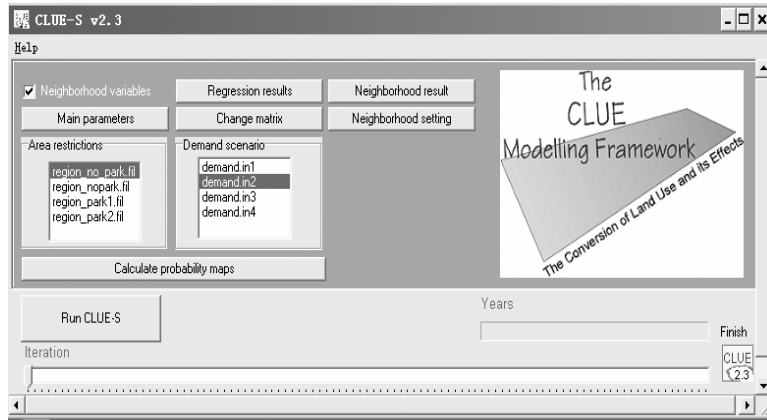 CLUE-S v2.3
Help
Neighborhood variables
Regression results
Neighborhood result
Main parameters
Change matrix
Neighborhood setting
Area restrictions
region_no_park.fil
region_nopark.fil
region_park1.fil
region_park2.fil
Demand scenario
demand.in1
demand.in2
demand.in3
demand.in4
Calculate probability maps
The
CLUE
Modelling Framework
The Conversion of Land Use and its Effects
Run CLUE-S
Years
Finish
Iteration
CLUE
2.3